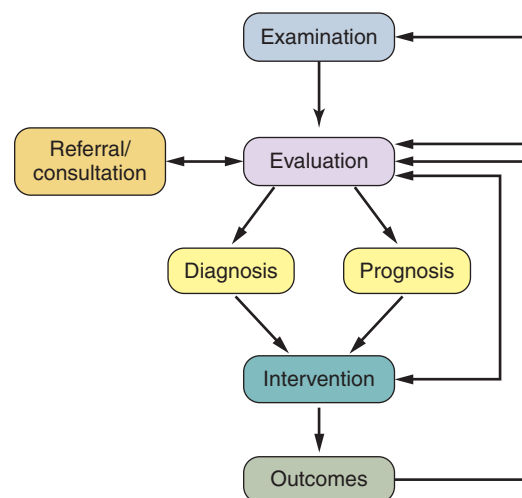 Examination
Referral/
consultation
Evaluation
Diagnosis
Prognosis
Intervention
Outcomes